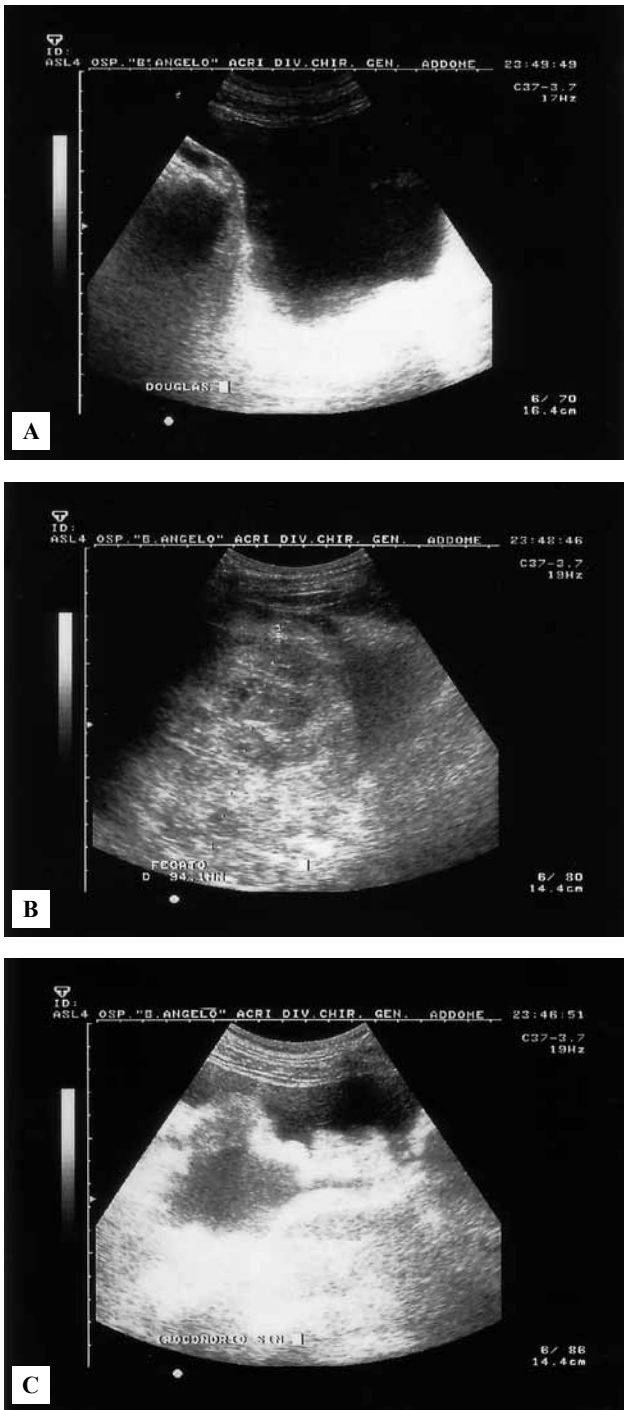 ID:
ASL4 OSP."B.ANGELO" ACRI DIV.CHIR. GEN. ADDOME 23:49:49
C37-3.7
17Hz
DOUGLAS
6/ 70
16.4cm
A
ID:
ASL4 OSP."B.ANGELO" ACRI DIV.CHIR. GEN. ADDOME 23:48:46
C37-3.7
19Hz
FEGATO
D 94.1MM
6/ 80
14.4cm
B
ID:
ASL4 OSP."B.ANGELO" ACRI DIV.CHIR. GEN. ADDOME 23:46:51
C37-3.7
19Hz
SIN
6/ 86
14.4cm
C